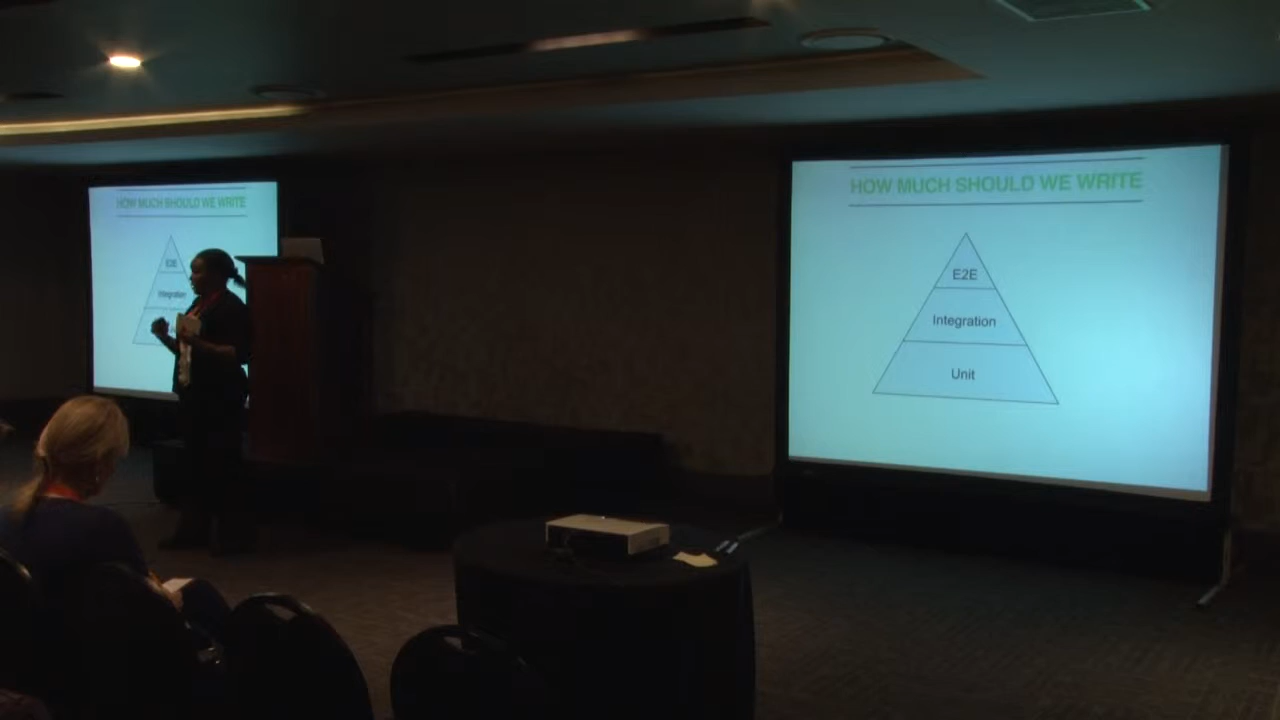 HOW MUCH SHOULD WE WRITE
E2E
Integration
HOW MUCH SHOULD WE WRITE
E2E
Integration
Unit